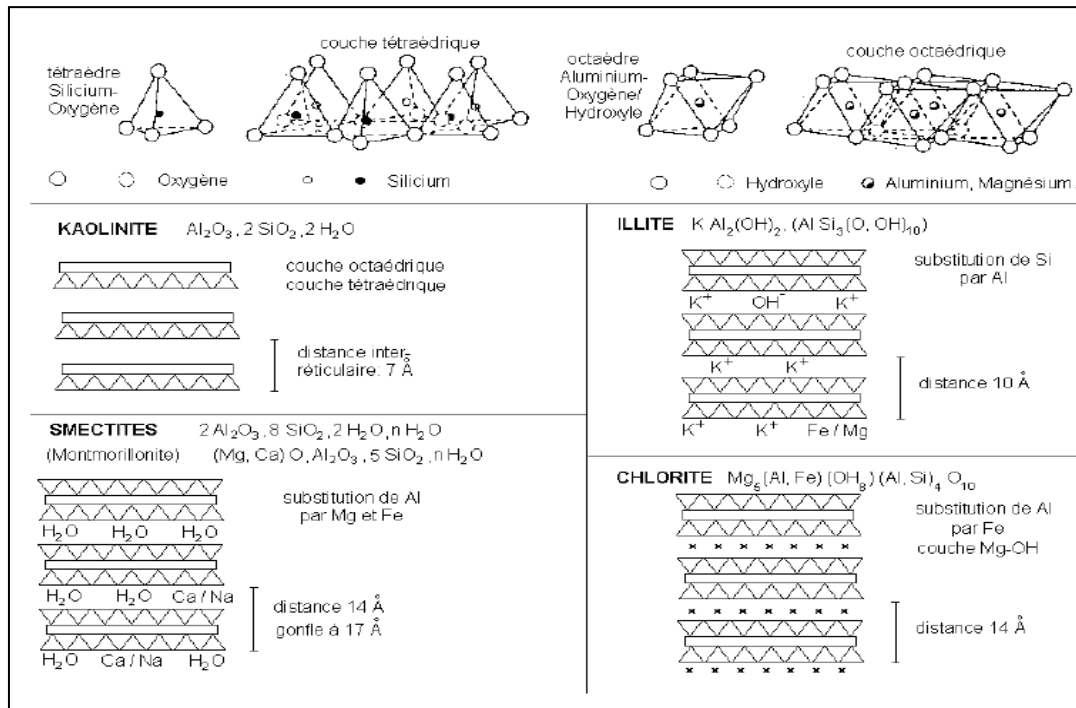 couche tétraédrique
tétraèdre
Silicium-
Oxygène
octaèdre
Aluminium-
Oxygène/
Hydroxyle
couche octaédrique
Oxygène
Silicium
Hydroxyle
Aluminium, Magnésium.
KAOLINITE Al₂O₃, 2 SiO₂, 2 H₂O
couche octaédrique
couche tétraédrique
distance inter-
réticulaire: 7 Å
SMECTITES 2 Al₂O₃, 8 SiO₂, 2 H₂O, n H₂O
(Montmorillonite) (Mg, Ca) O, Al₂O₃, 5 SiO₂, n H₂O
substitution de Al
par Mg et Fe
H₂O H₂O H₂O
H₂O H₂O Ca / Na
distance 14 Å
gonfle à 17 Å
H₂O Ca / Na H₂O
ILLITE K Al₂(OH)₂, (Al Si₃(O, OH)₁₀)
substitution de Si
par Al
K⁺ OH⁻ K⁺
K⁺ K⁺
distance 10 Å
K⁺ K⁺ Fe / Mg
CHLORITE Mg₅(Al, Fe)(OH₈)(Al, Si)₄ O₁₀
substitution de Al
par Fe
couche Mg-OH
distance 14 Å